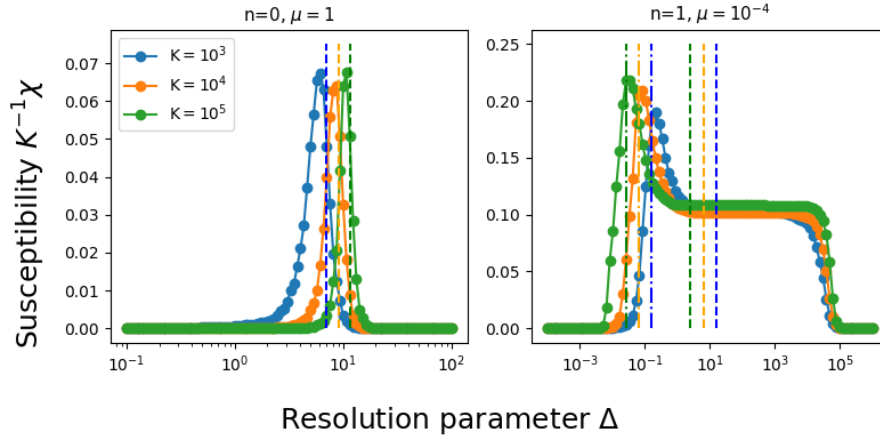 n=0, μ = 1
n=1, μ = 10⁻⁴
Susceptibility K⁻¹χ
0.07
0.06
0.05
0.04
0.03
0.02
0.01
0.00
K = 10³
K = 10⁴
K = 10⁵
10⁻¹ 10⁰ 10¹ 10²
0.25
0.20
0.15
0.10
0.05
0.00
10⁻³ 10⁻¹ 10¹ 10³ 10⁵
Resolution parameter Δ